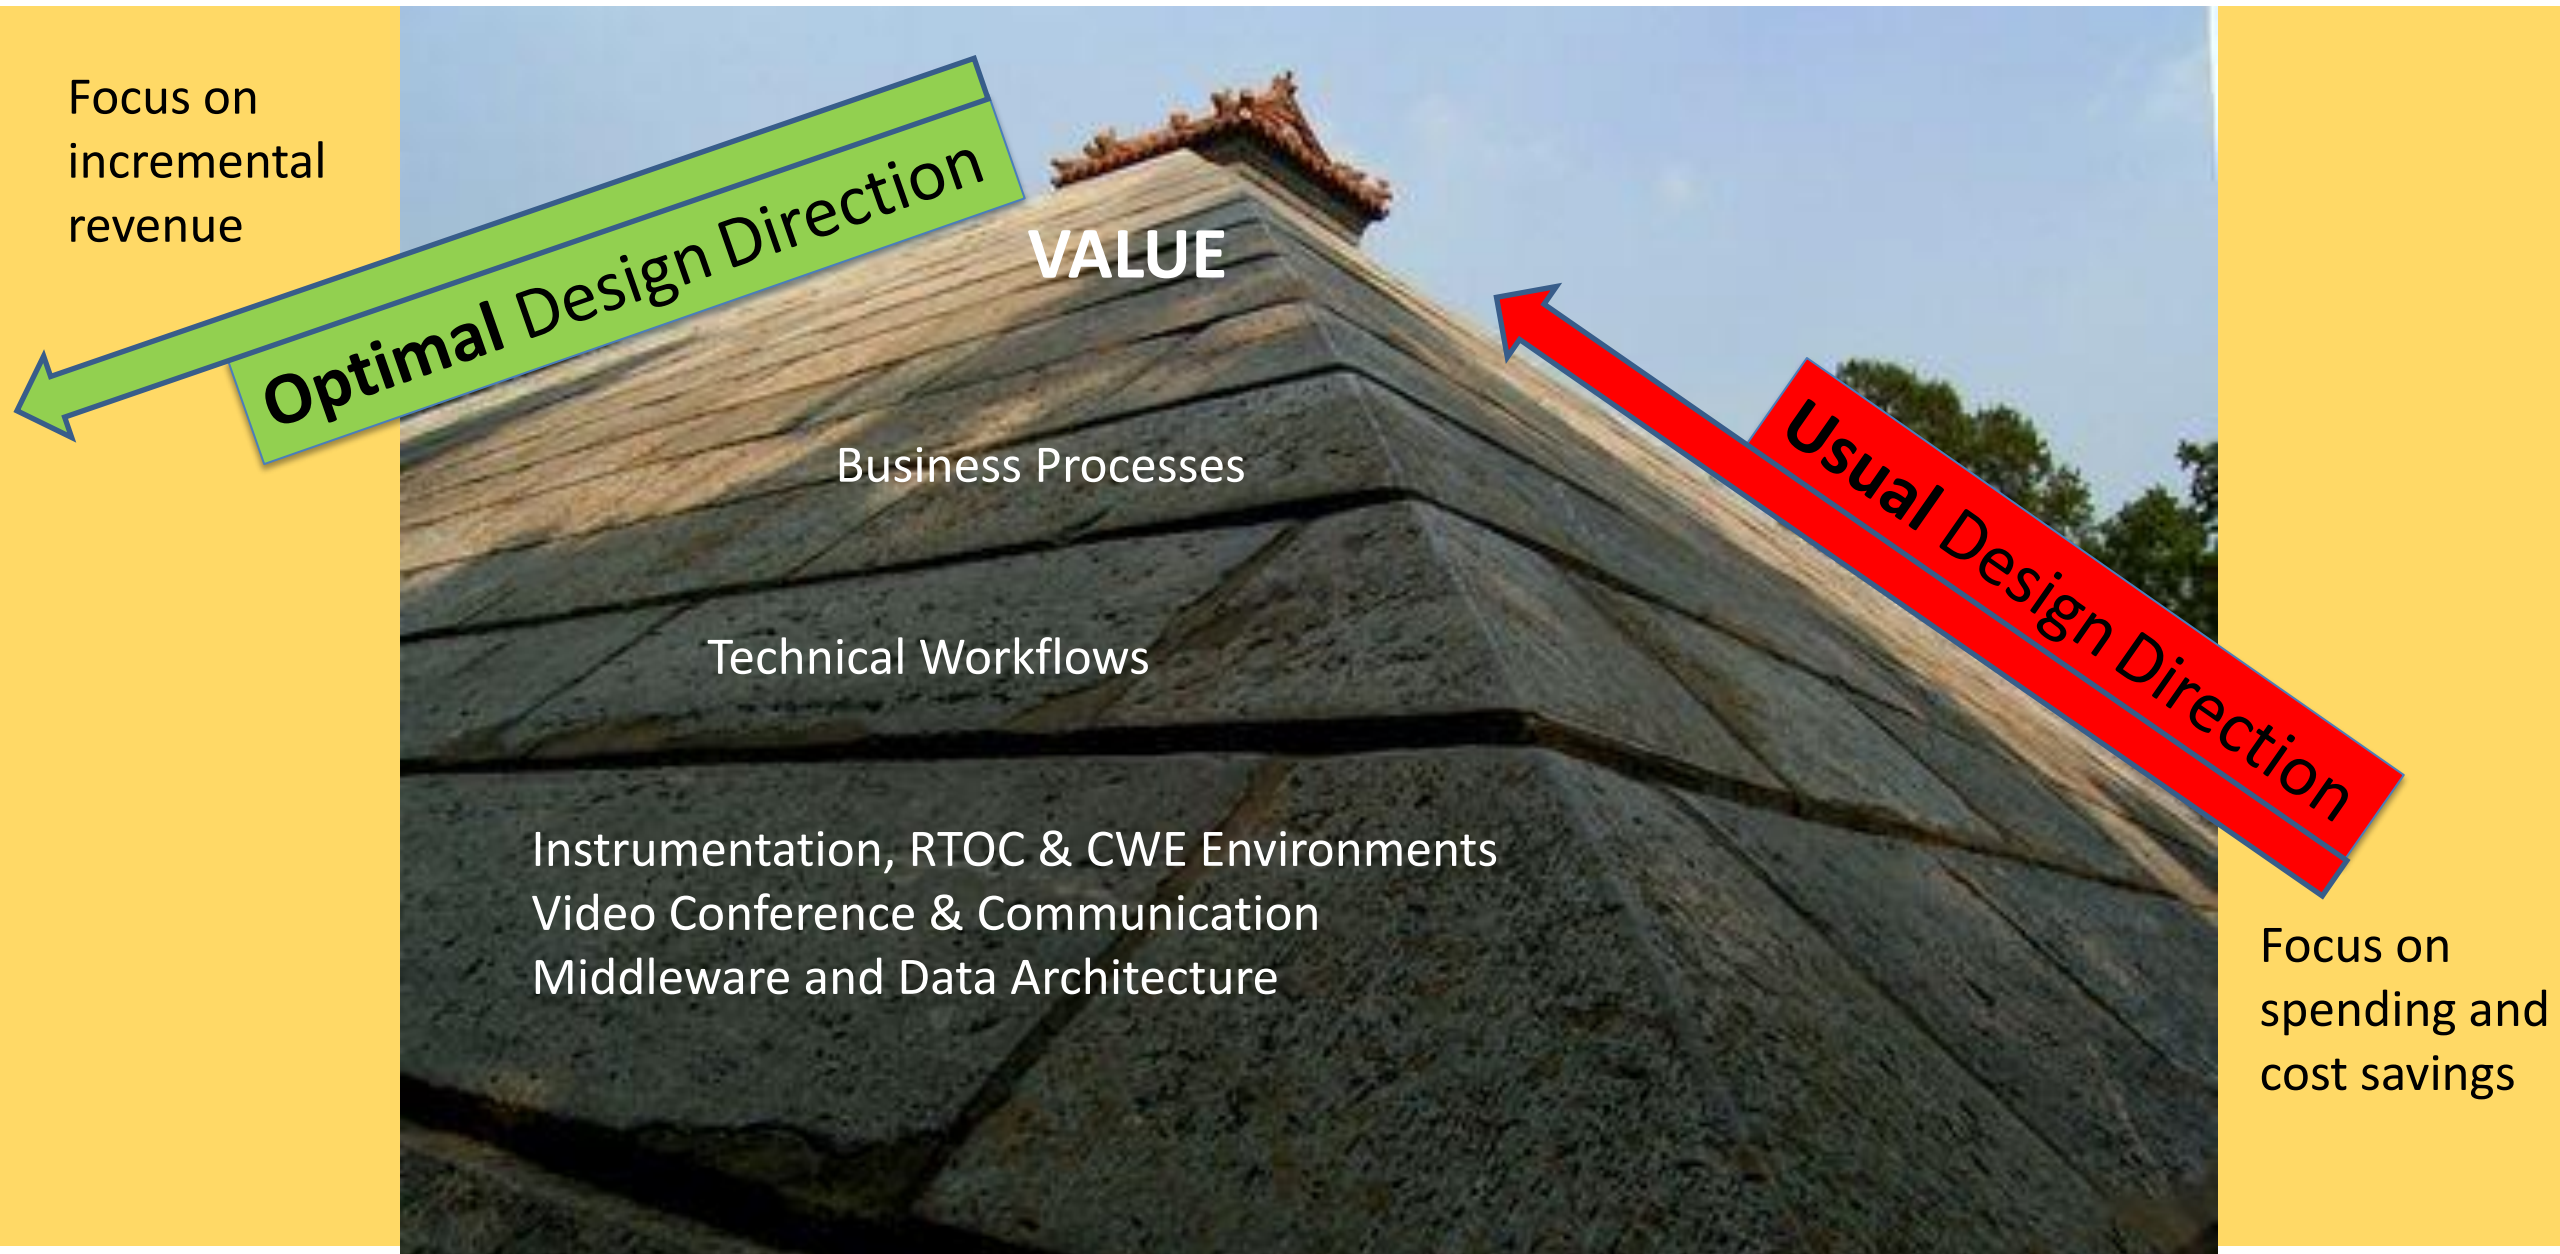 Focus on
incremental
revenue
Optimal Design Direction
VALUE
Usual Design Direction
Business Processes
Technical Workflows
Instrumentation, RTOC & CWE Environments
Video Conference & Communication
Middleware and Data Architecture
Focus on
spending and
cost savings